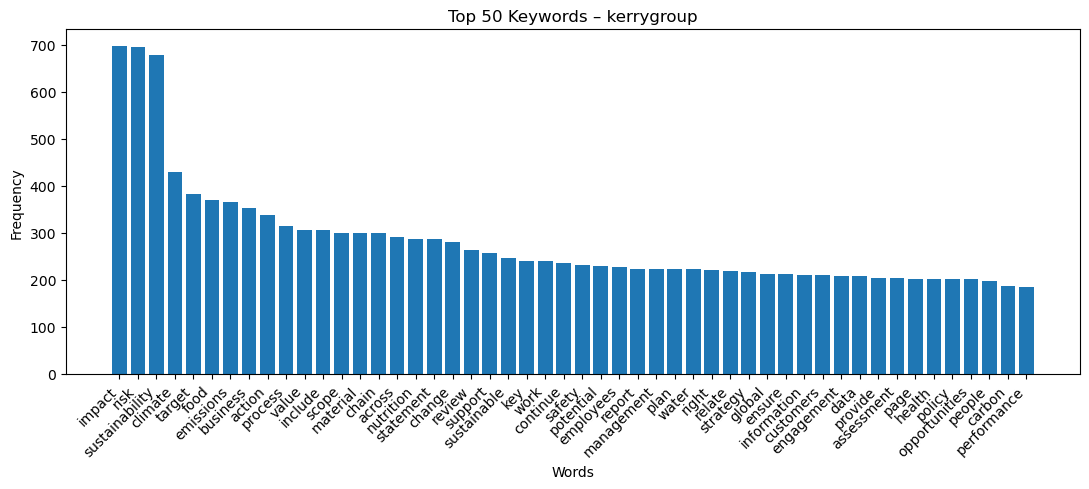 Top 50 Keywords – kerrygroup
700
600
500
400
300
200
100
0
Frequency
impact
risk
sustainability
climate
target
food
emissions
business
action
process
value
include
scope
material
chain
across
nutrition
statement
change
review
support
sustainable
key
work
continue
safety
potential
employees
report
management
plan
water
right
relate
strategy
global
ensure
information
customers
engagement
data
provide
assessment
page
health
policy
opportunities
people
carbon
performance
Words